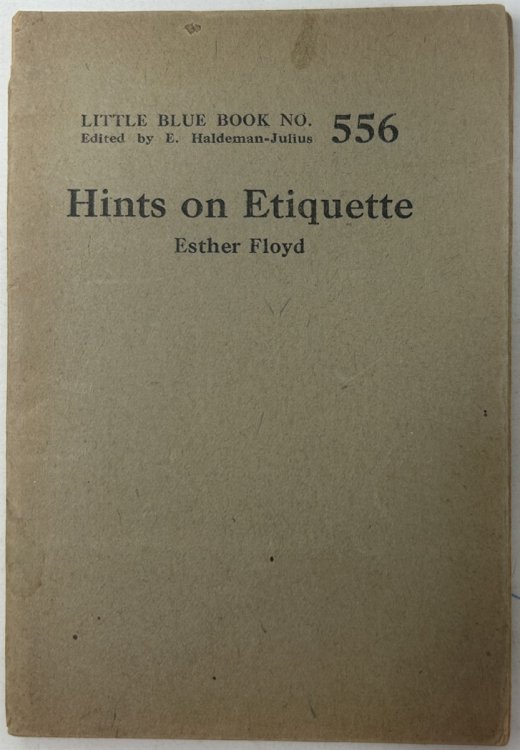 LITTLE BLUE BOOK NO. 556
Edited by E. Haldeman-Julius
Hints on Etiquette
Esther Floyd